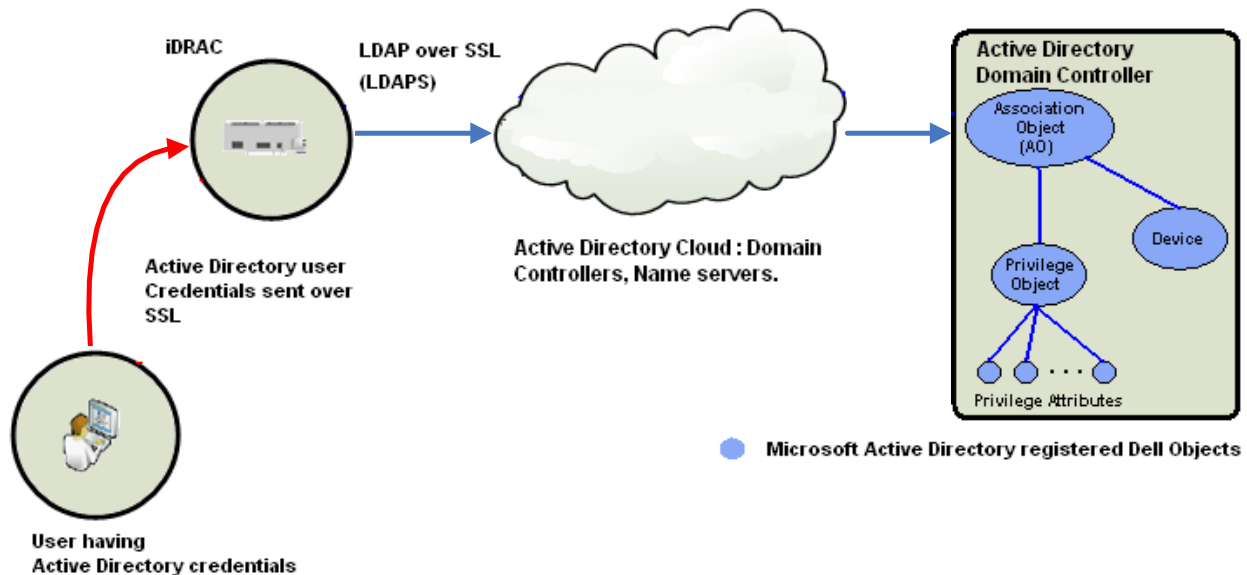 iDRAC
LDAP over SSL
(LDAPS)
Active Directory
Domain Controller
Association
Object
(AO)
Device
Privilege
Object
Privilege Attributes
Active Directory user
Credentials sent over
SSL
Active Directory Cloud : Domain
Controllers, Name servers.
Microsoft Active Directory registered Dell Objects
User having
Active Directory credentials